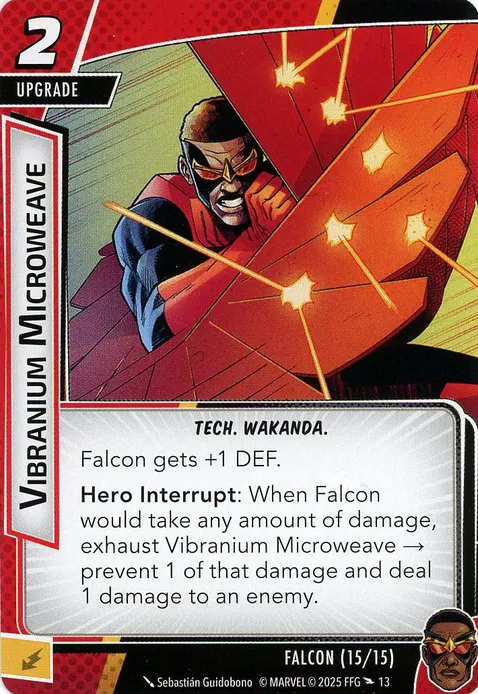 2
UPGRADE
VIBRANIUM MICROWEAVE
TECH. WAKANDA.
Falcon gets +1 DEF.
Hero Interrupt: When Falcon
would take any amount of damage,
exhaust Vibranium Microweave →
prevent 1 of that damage and deal
1 damage to an enemy.
FALCON (15/15)
Sebastián Guidobono © MARVEL © 2025 FFG 13